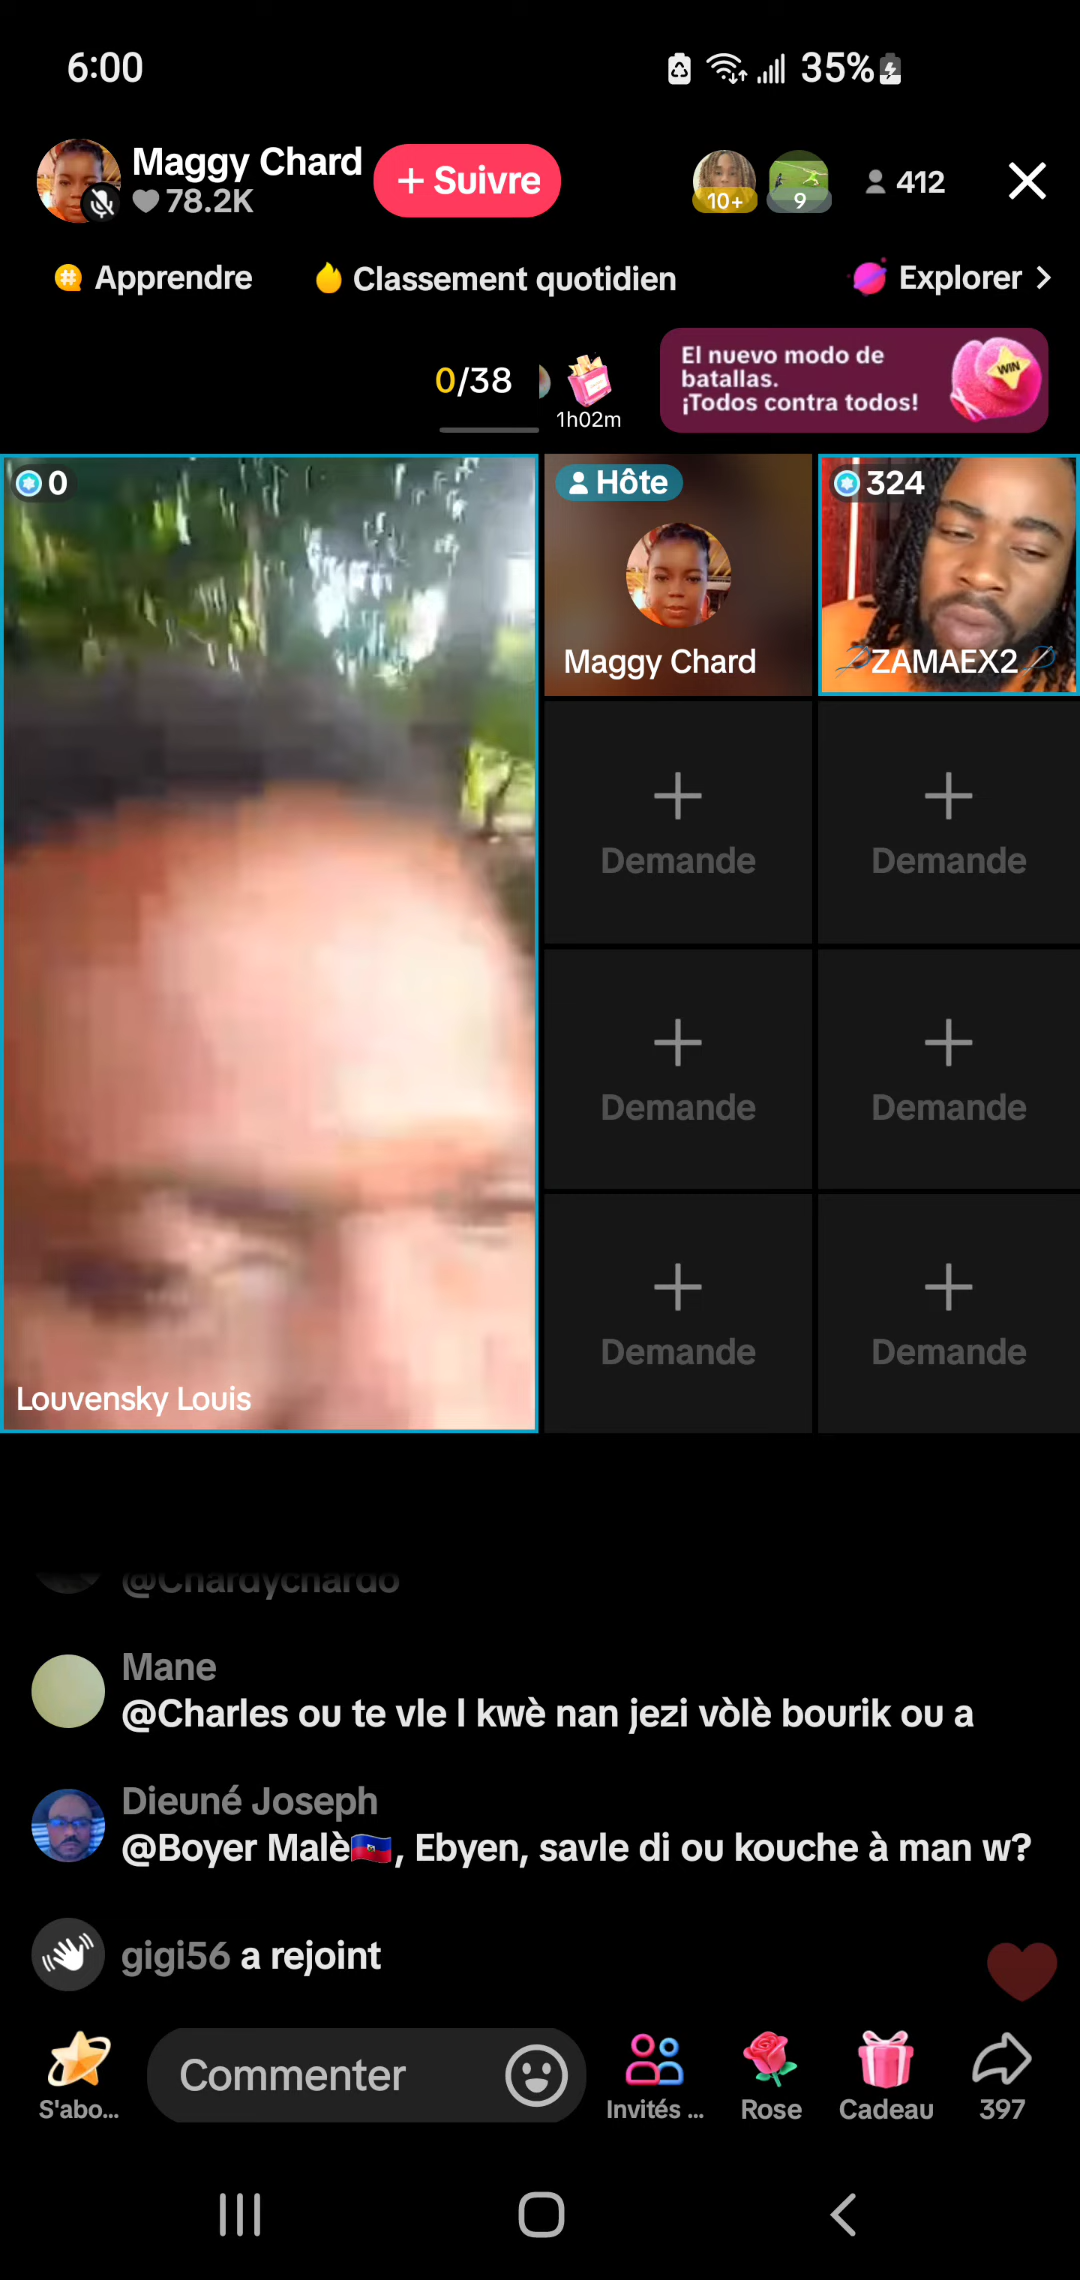 6:00
35%
Maggy Chard
78.2K
+ Suivre
10+
9
412
Apprendre
Classement quotidien
Explorer
0/38
1h02m
El nuevo modo de
batallas.
¡Todos contra todos!
WIN
0
Hôte
324
Maggy Chard
ZAMAEX2
Demande
Demande
Demande
Demande
Demande
Demande
Louvensky Louis
@Chardychardo
Mane
@Charles ou te vle l kwè nan jezi vòlè bourik ou a
Dieuné Joseph
@Boyer Malè🇭🇹, Ebyen, savle di ou kouche à man w?
gigi56 a rejoint
Commenter
S'abo...
Invités ...
Rose
Cadeau
397